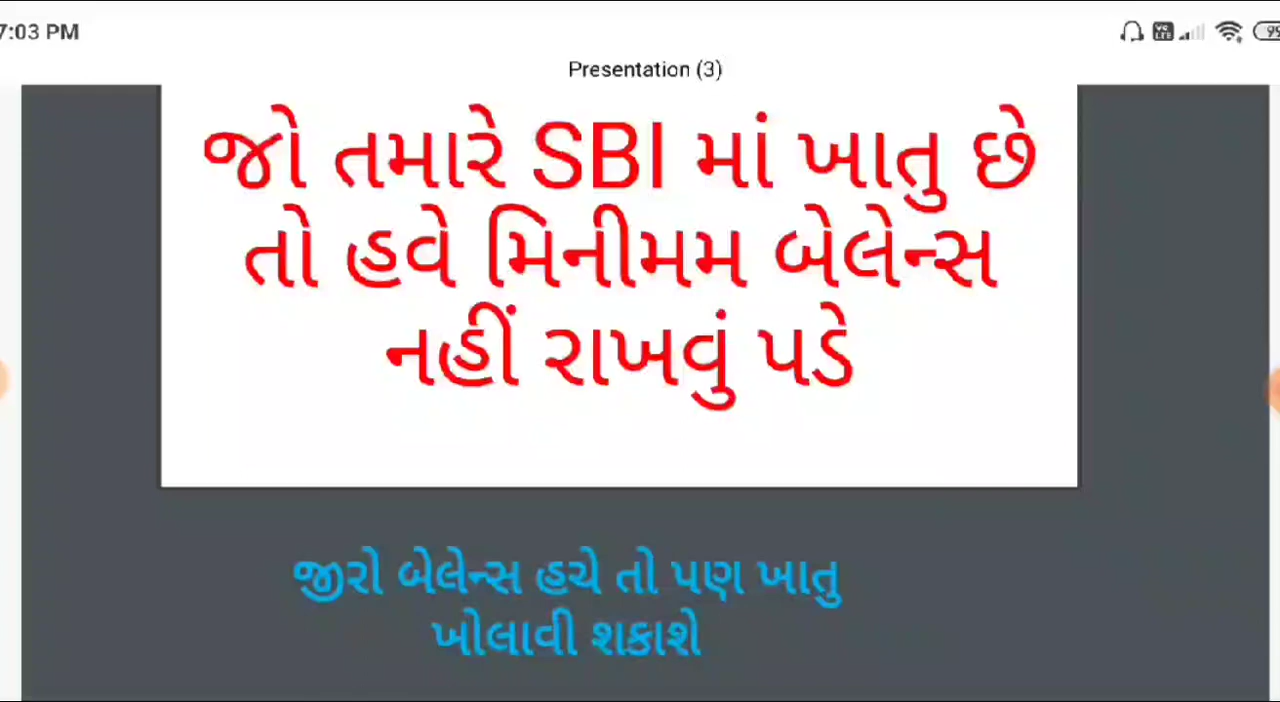 7:03 PM
Presentation (3)
જો તમારે SBI માં ખાતુ છે
તો હવે મિનીમમ બેલેન્સ
નહીં રાખવું પડે
જીરો બેલેન્સ હચે તો પણ ખાતુ
ખોલાવી શકાશે